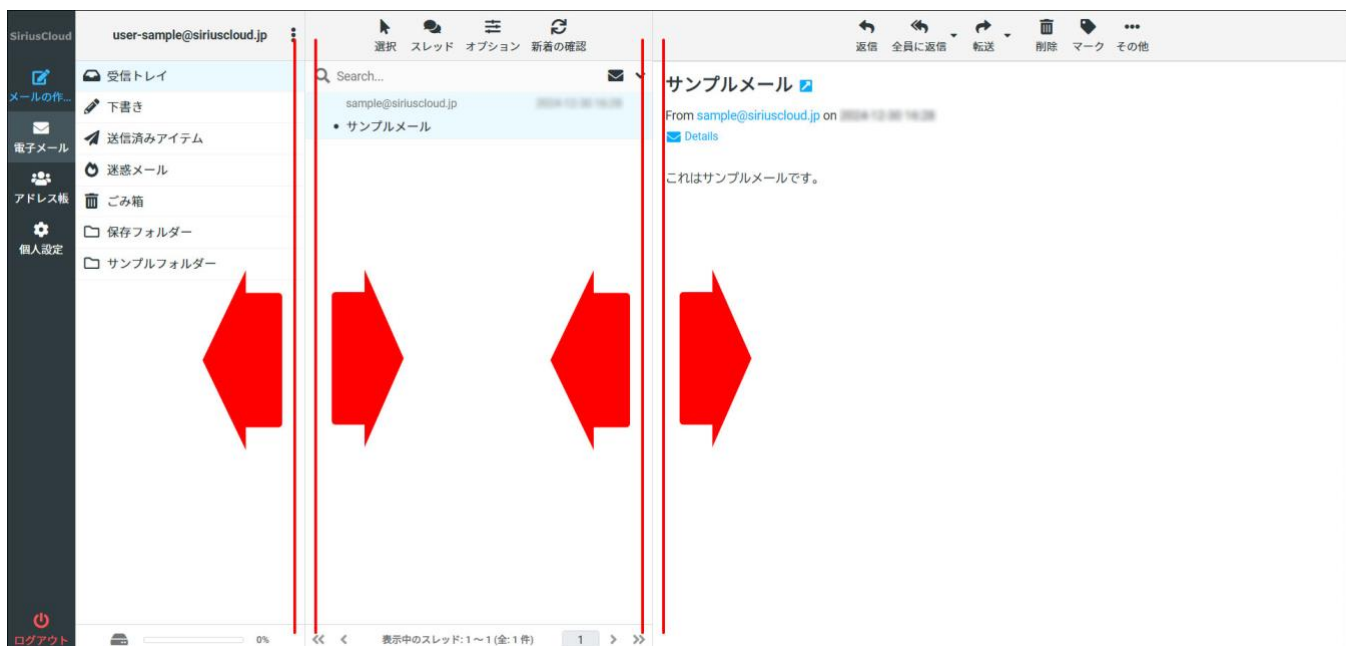 SiriusCloud
メールの作...
電子メール
アドレス帳
個人設定
ログアウト
user-sample@siriuscloud.jp
受信トレイ
下書き
送信済みアイテム
迷惑メール
ごみ箱
保存フォルダー
サンプルフォルダー
0%
選択 スレッド オプション 新着の確認
Search...
sample@siriuscloud.jp
• サンプルメール
表示中のスレッド: 1 ~ 1 (全: 1 件) 1
返信 全員に返信 転送 削除 マーク その他
サンプルメール
From sample@siriuscloud.jp on
Details
これはサンプルメールです。